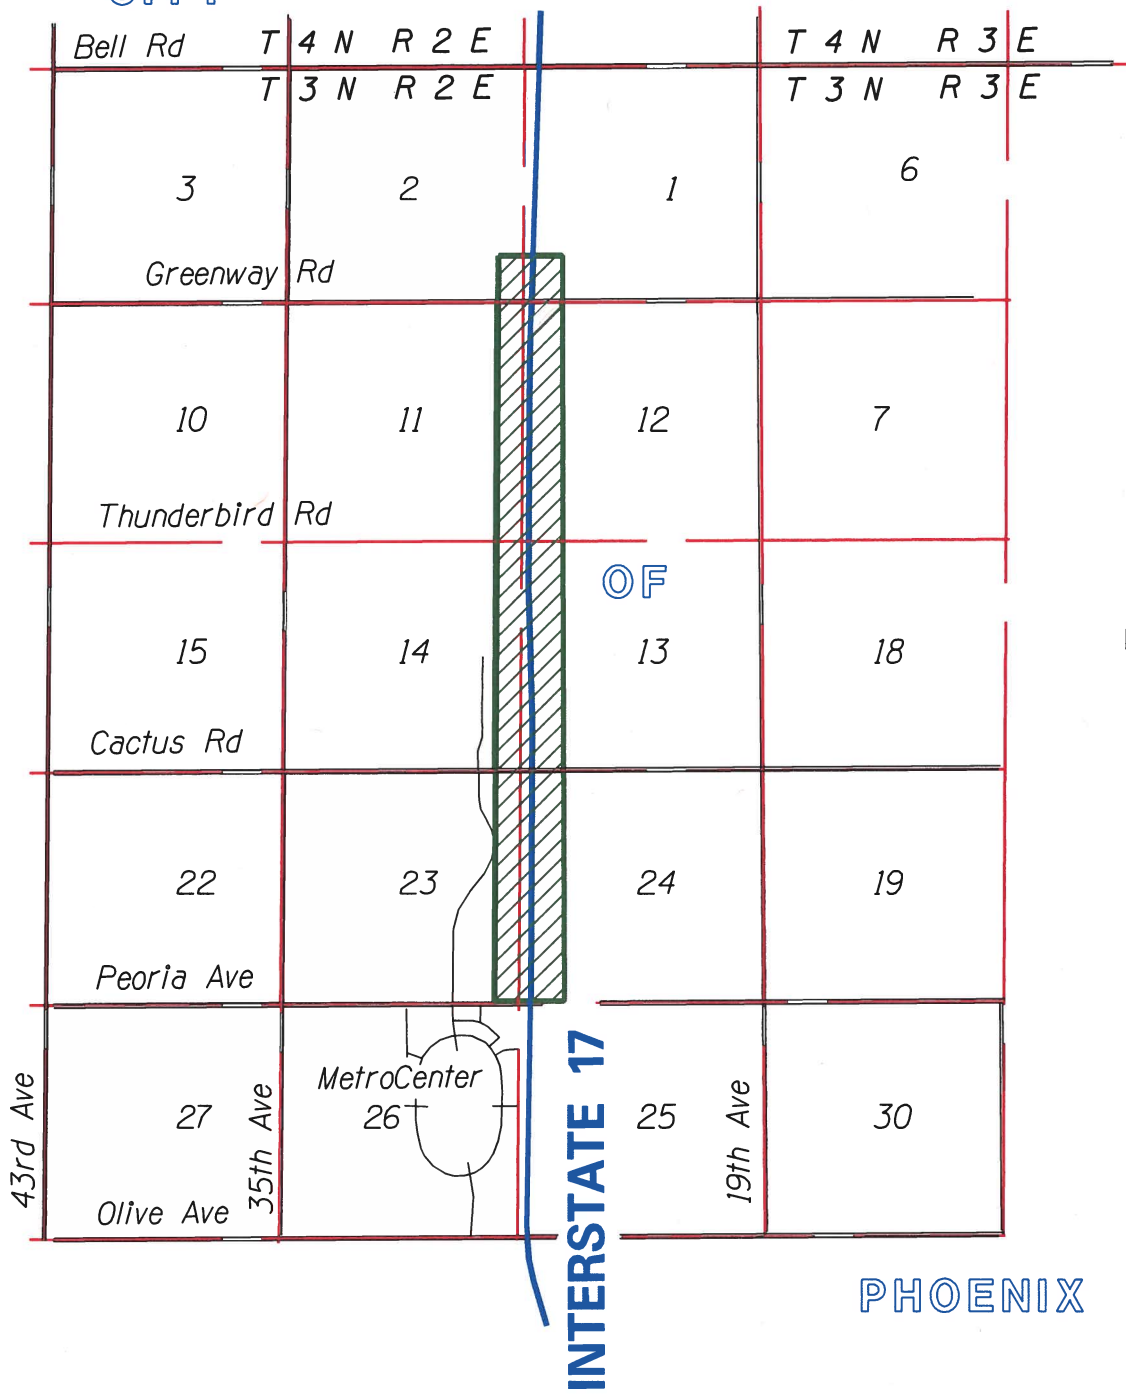 Bell Rd T 4 N R 2 E T 4 N R 3 E
T 3 N R 2 E T 3 N R 3 E
3 2 1 6
Greenway Rd
10 11 12 7
Thunderbird Rd
OF
15 14 13 18
Cactus Rd
22 23 24 19
Peoria Ave
MetroCenter
27 26 25 30
43rd Ave
35th Ave
19th Ave
INTERSTATE 17
Olive Ave
PHOENIX